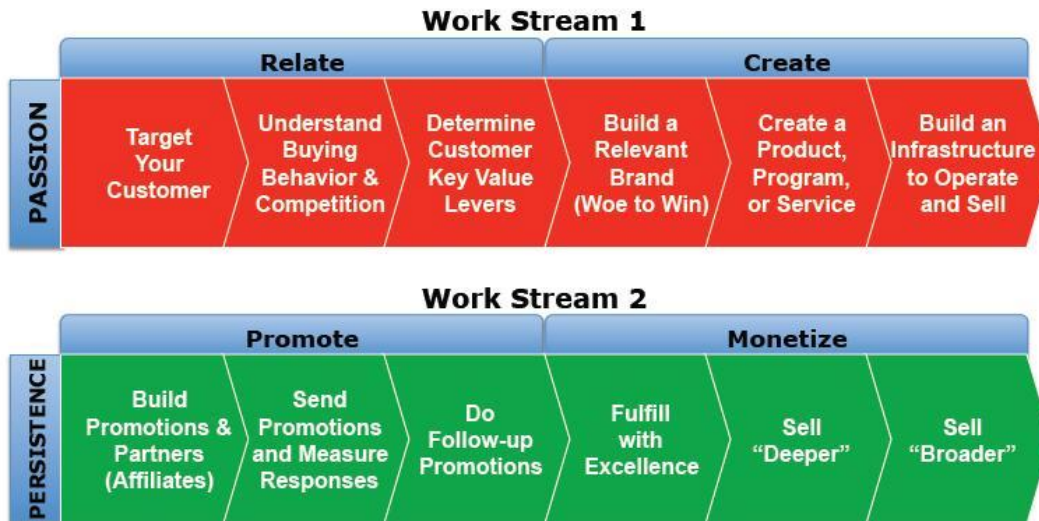 Work Stream 1
Relate
Create
PASSION
Target
Your
Customer
Understand
Buying
Behavior &
Competition
Determine
Customer
Key Value
Levers
Build a
Relevant
Brand
(Woe to Win)
Create a
Product,
Program,
or Service
Build an
Infrastructure
to Operate
and Sell
Work Stream 2
Promote
Monetize
PERSISTENCE
Build
Promotions &
Partners
(Affiliates)
Send
Promotions
and Measure
Responses
Do
Follow-up
Promotions
Fulfill
with
Excellence
Sell
“Deeper”
Sell
“Broader”